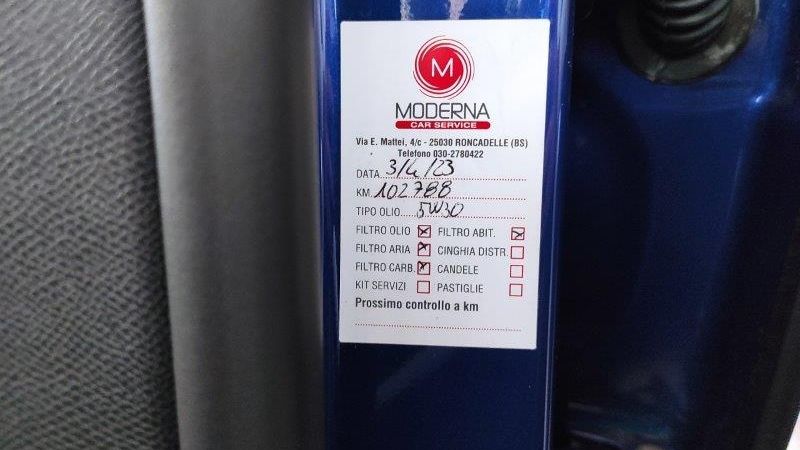 M
MODERNA
CAR SERVICE
Via E. Mattei, 4/c - 25030 RONCADELLE (BS)
Telefono 030-2780422
DATA 3/4/23
KM. 102788
TIPO OLIO 5W30
FILTRO OLIO FILTRO ABIT.
FILTRO ARIA CINGHIA DISTR.
FILTRO CARB. CANDELE
KIT SERVIZI PASTIGLIE
Prossimo controllo a km